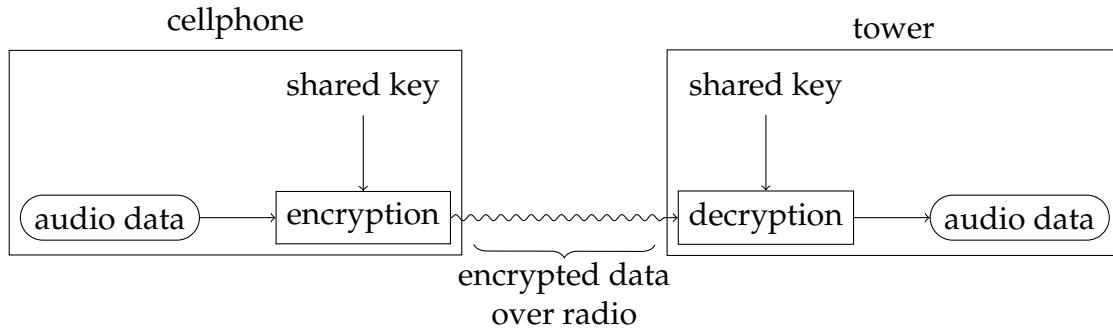 cellphone
tower
shared key
shared key
audio data
encryption
decryption
audio data
encrypted data
over radio